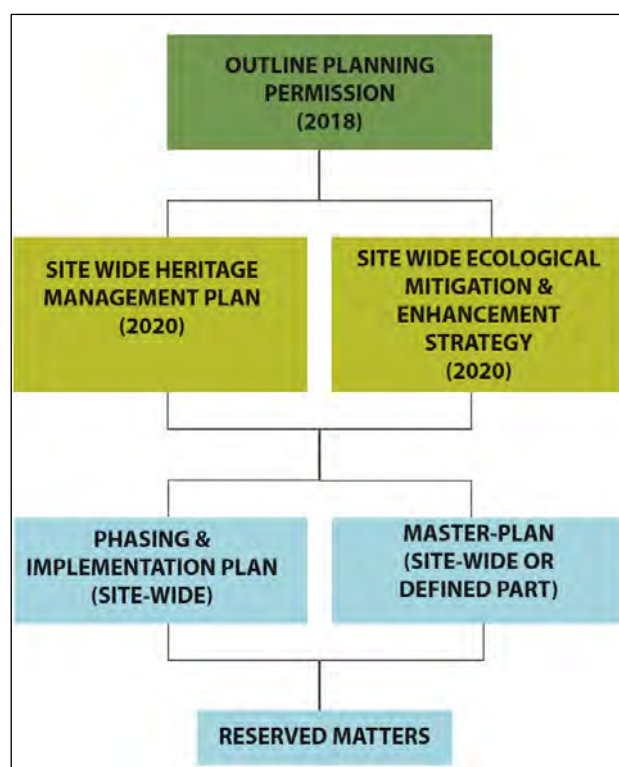 OUTLINE PLANNING
PERMISSION
(2018)
SITE WIDE HERITAGE
MANAGEMENT PLAN
(2020)
SITE WIDE ECOLOGICAL
MITIGATION &
ENHANCEMENT
STRATEGY
(2020)
PHASING &
IMPLEMENTATION PLAN
(SITE-WIDE)
MASTER-PLAN
(SITE-WIDE OR
DEFINED PART)
RESERVED MATTERS